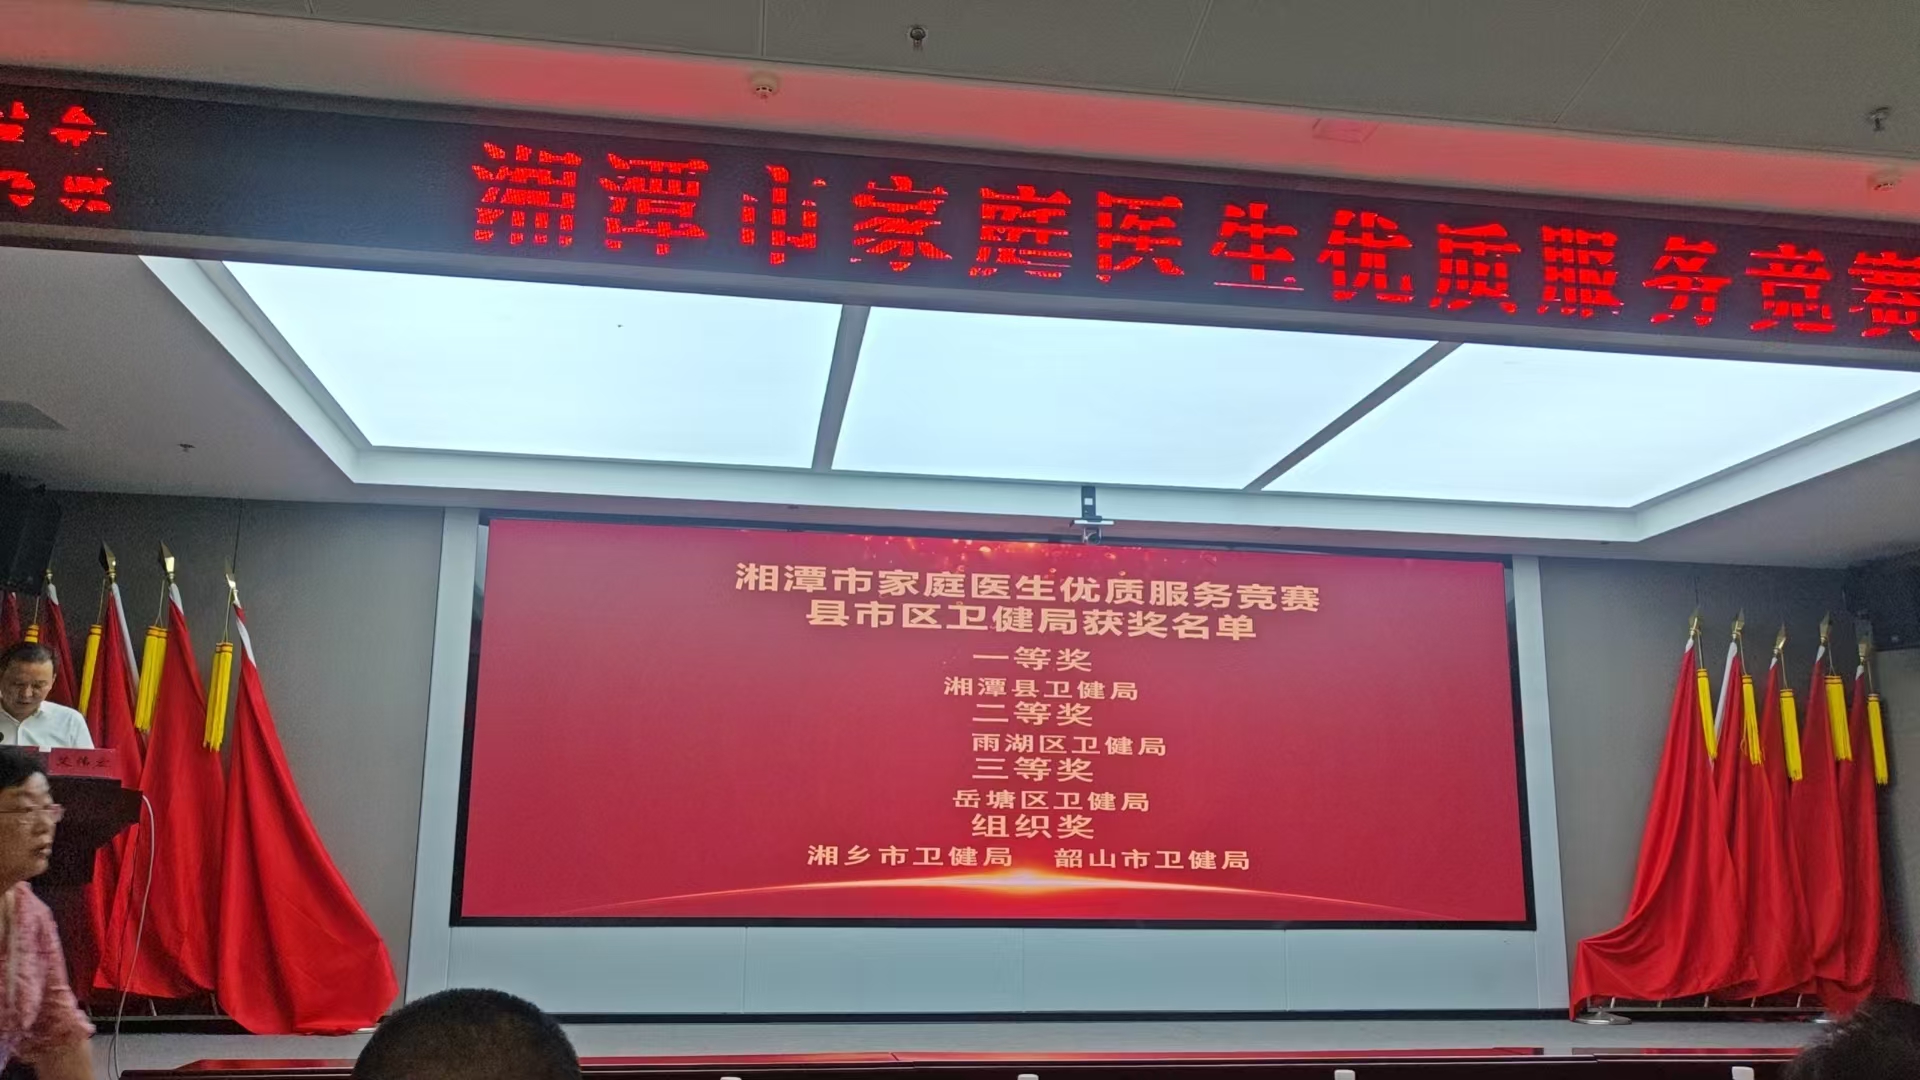 湘潭市家庭医生优质服务竞赛
湘潭市家庭医生优质服务竞赛
县市区卫健局获奖名单
一等奖
湘潭县卫健局
二等奖
雨湖区卫健局
三等奖
岳塘区卫健局
组织奖
湘乡市卫健局 韶山市卫健局